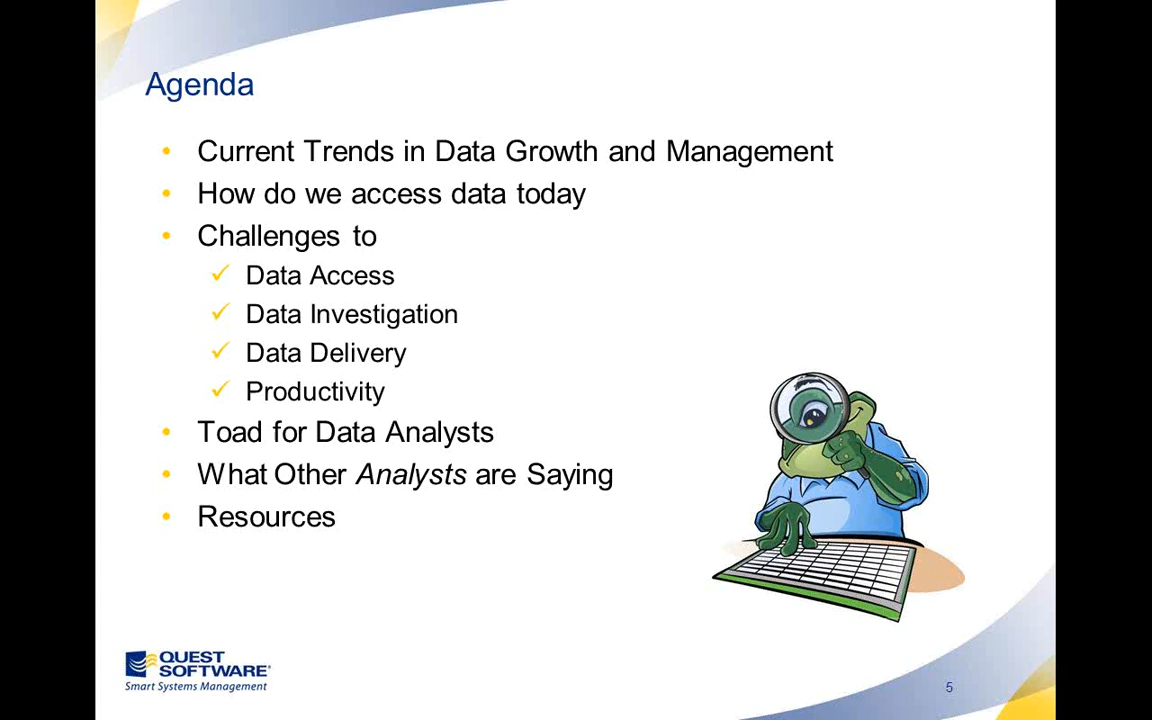 Agenda
• Current Trends in Data Growth and Management
• How do we access data today
• Challenges to
✓ Data Access
✓ Data Investigation
✓ Data Delivery
✓ Productivity
• Toad for Data Analysts
• What Other Analysts are Saying
• Resources
QUEST
SOFTWARE®
Smart Systems Management
5